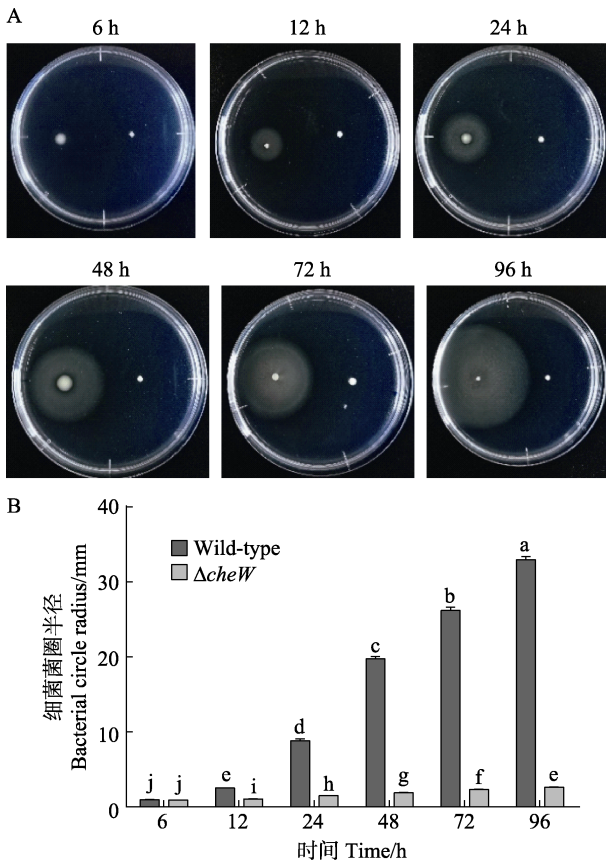 A
6 h
12 h
24 h
48 h
72 h
96 h
B
细菌菌圈半径
Bacterial circle radius/mm
40
30
20
10
0
Wild-type
ΔcheW
j
j
e
i
d
h
c
g
b
f
a
e
6
12
24
48
72
96
时间 Time/h